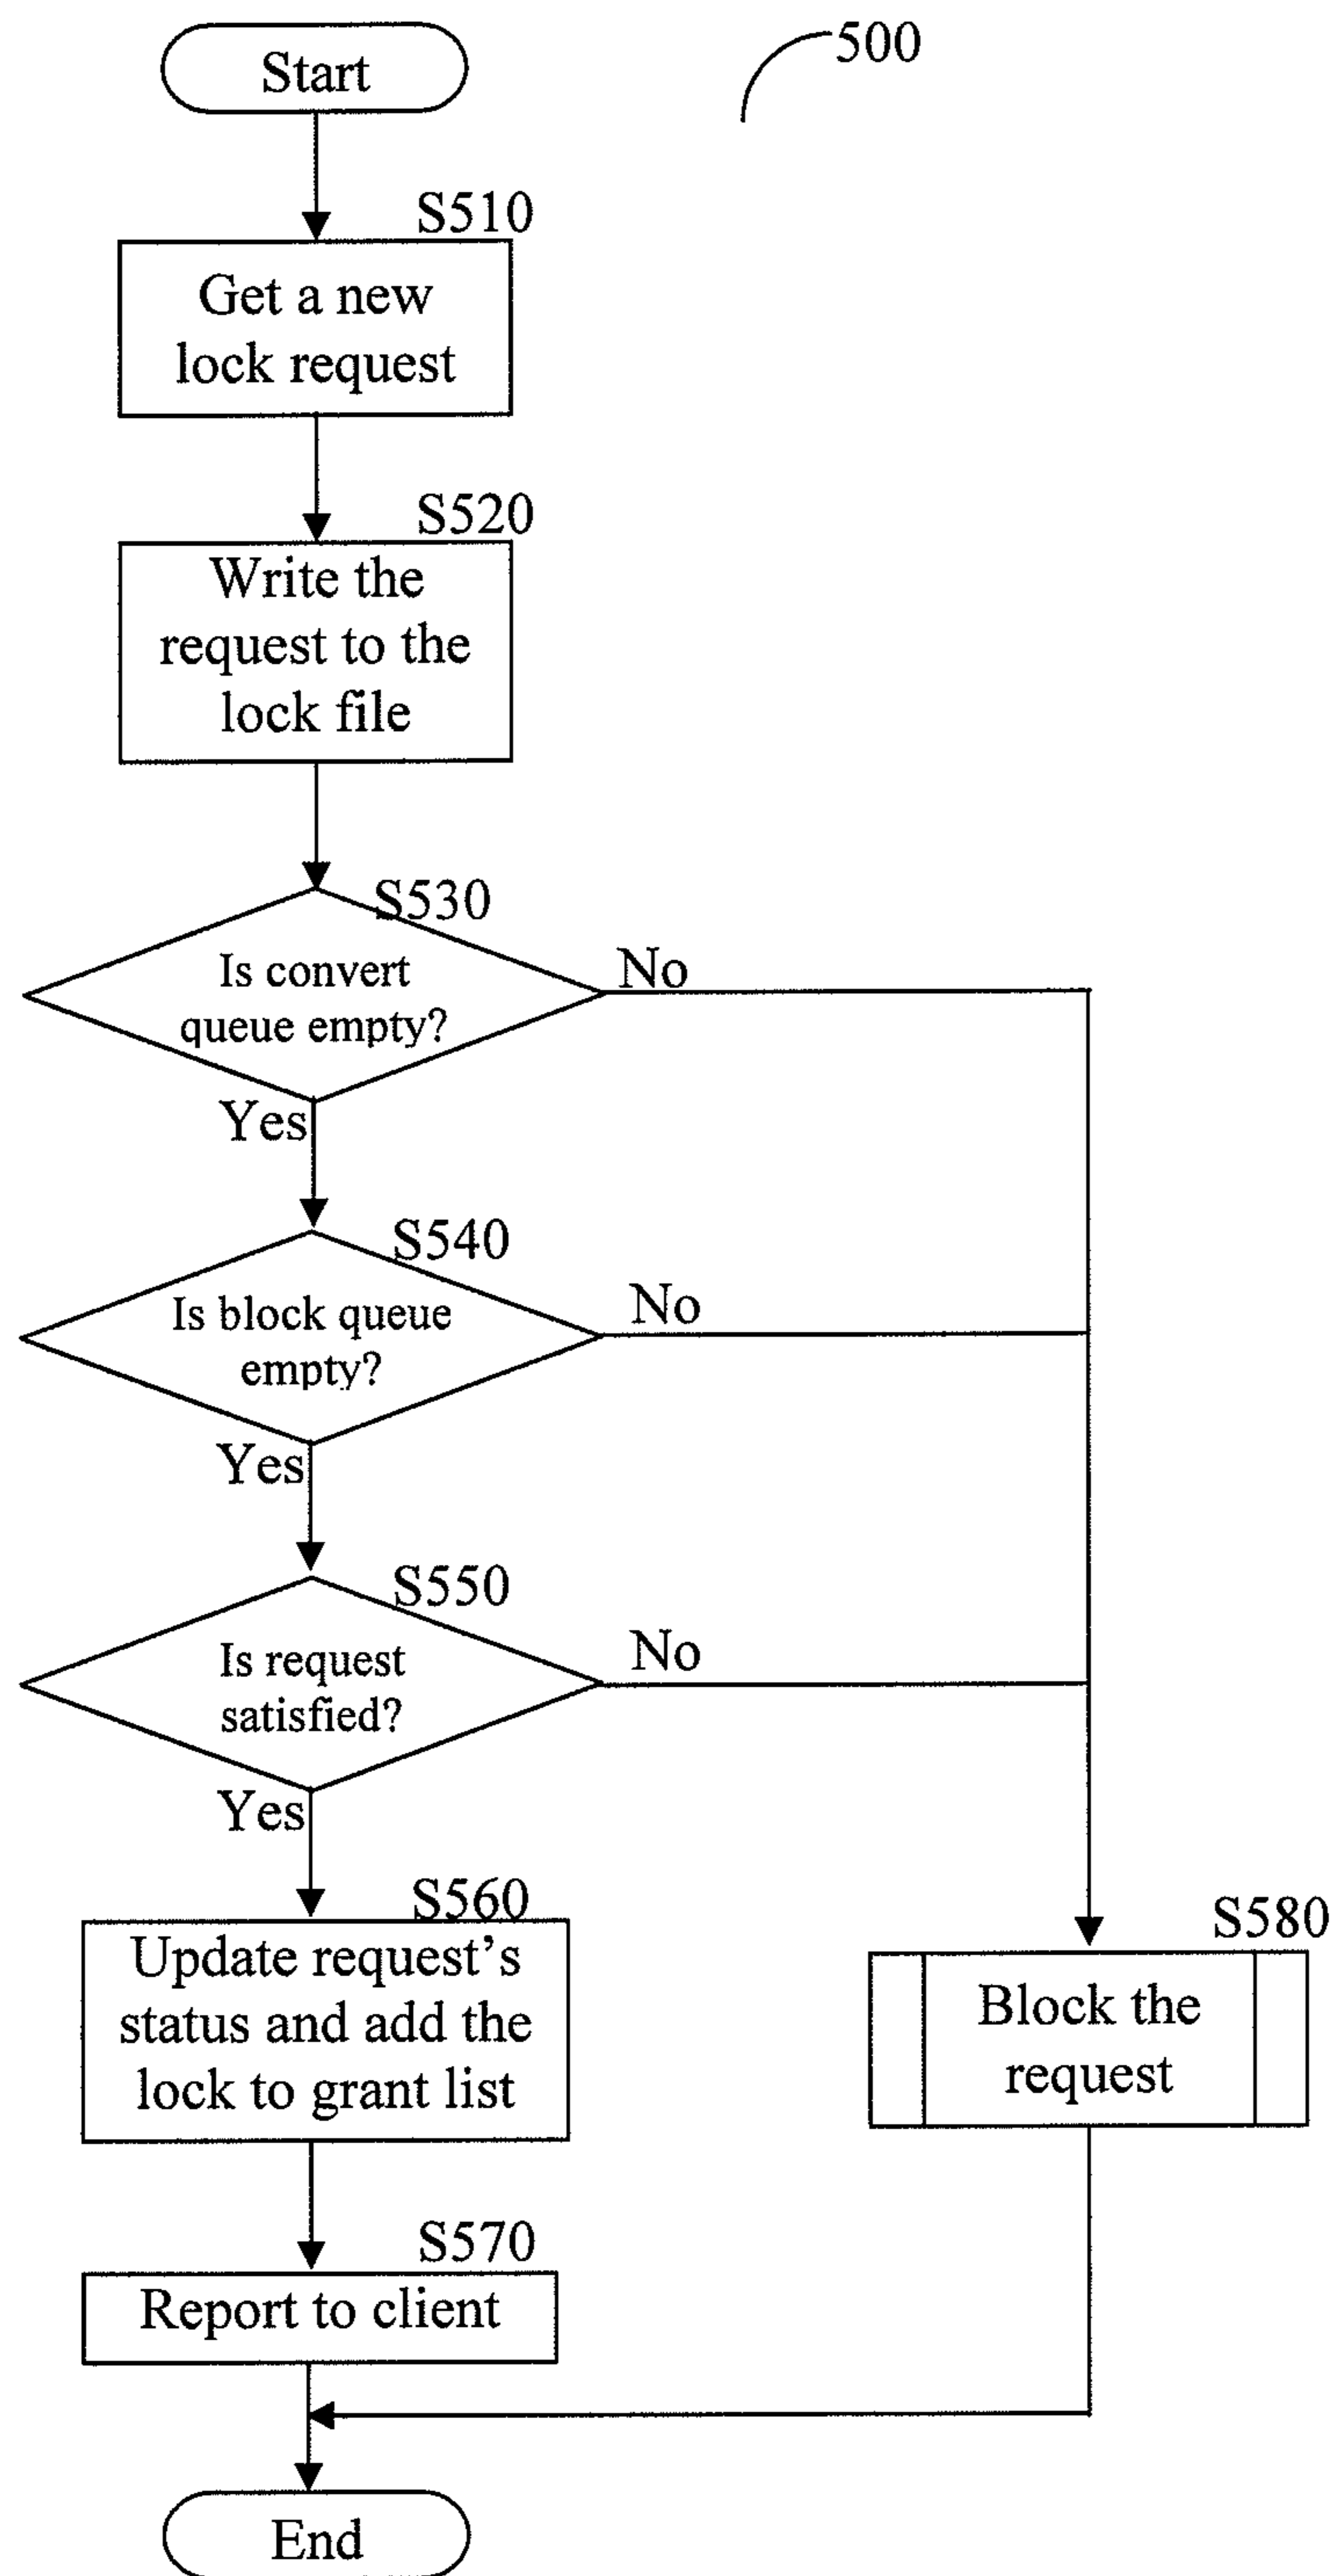 Start
500
S510
Get a new
lock request
S520
Write the
request to the
lock file
S530
Is convert
queue empty?
No
Yes
S540
Is block queue
empty?
No
Yes
S550
Is request
satisfied?
No
Yes
S560
Update request’s
status and add the
lock to grant list
S580
Block the
request
S570
Report to client
End